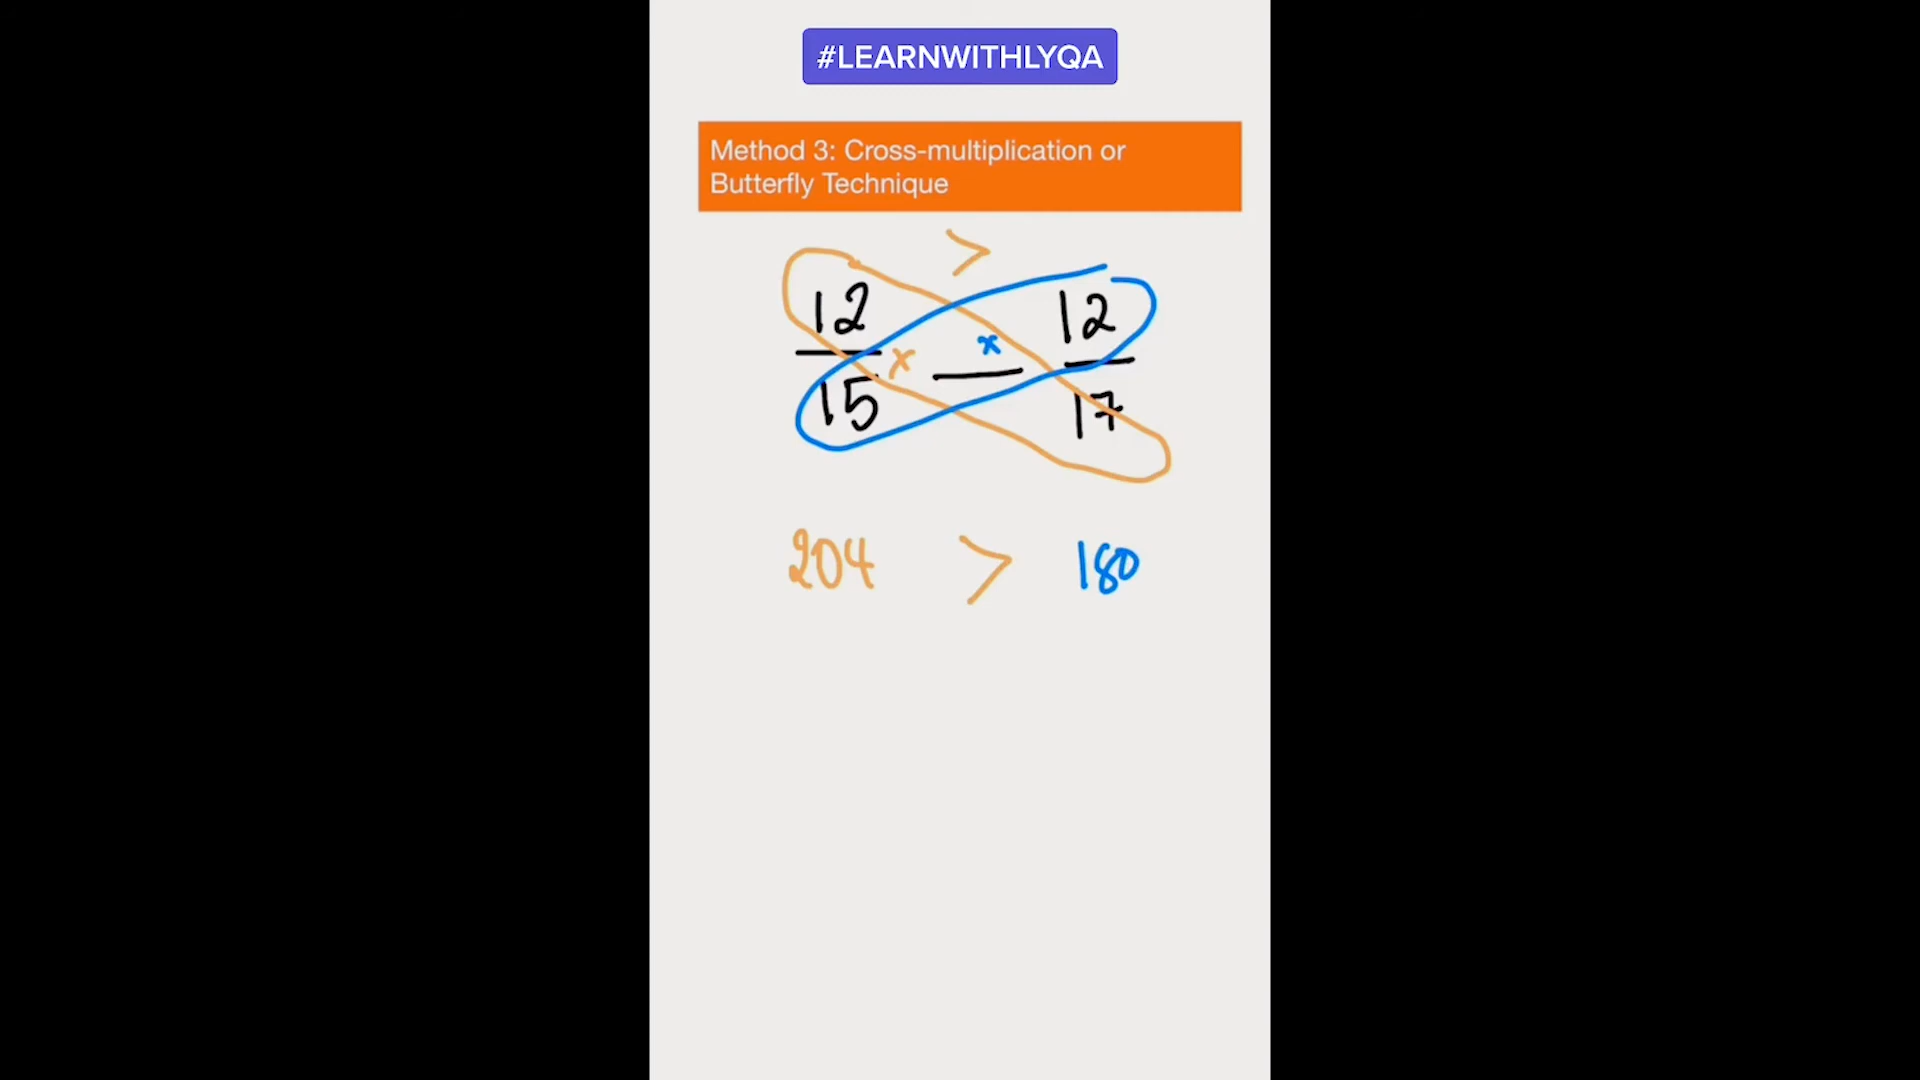 #LEARNWITHLYQA
Method 3: Cross-multiplication or
Butterfly Technique
>
12 12
x x
15 17
204 > 180